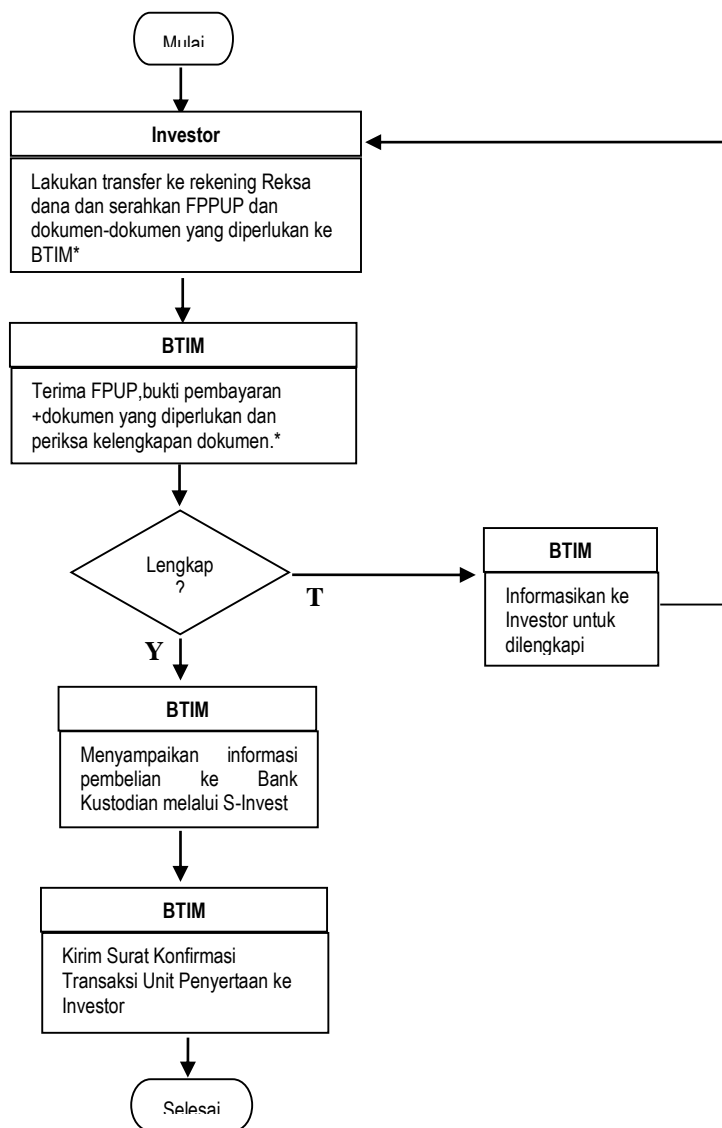 Mulai
Investor
Lakukan transfer ke rekening Reksa
dana dan serahkan FPPUP dan
dokumen-dokumen yang diperlukan ke
BTIM*
BTIM
Terima FPUP,bukti pembayaran
+dokumen yang diperlukan dan
periksa kelengkapan dokumen.*
Lengkap
?
T
BTIM
Informasikan ke
Investor untuk
dilengkapi
Y
BTIM
Menyampaikan informasi
pembelian ke Bank
Kustodian melalui S-Invest
BTIM
Kirim Surat Konfirmasi
Transaksi Unit Penyertaan ke
Investor
Selesai